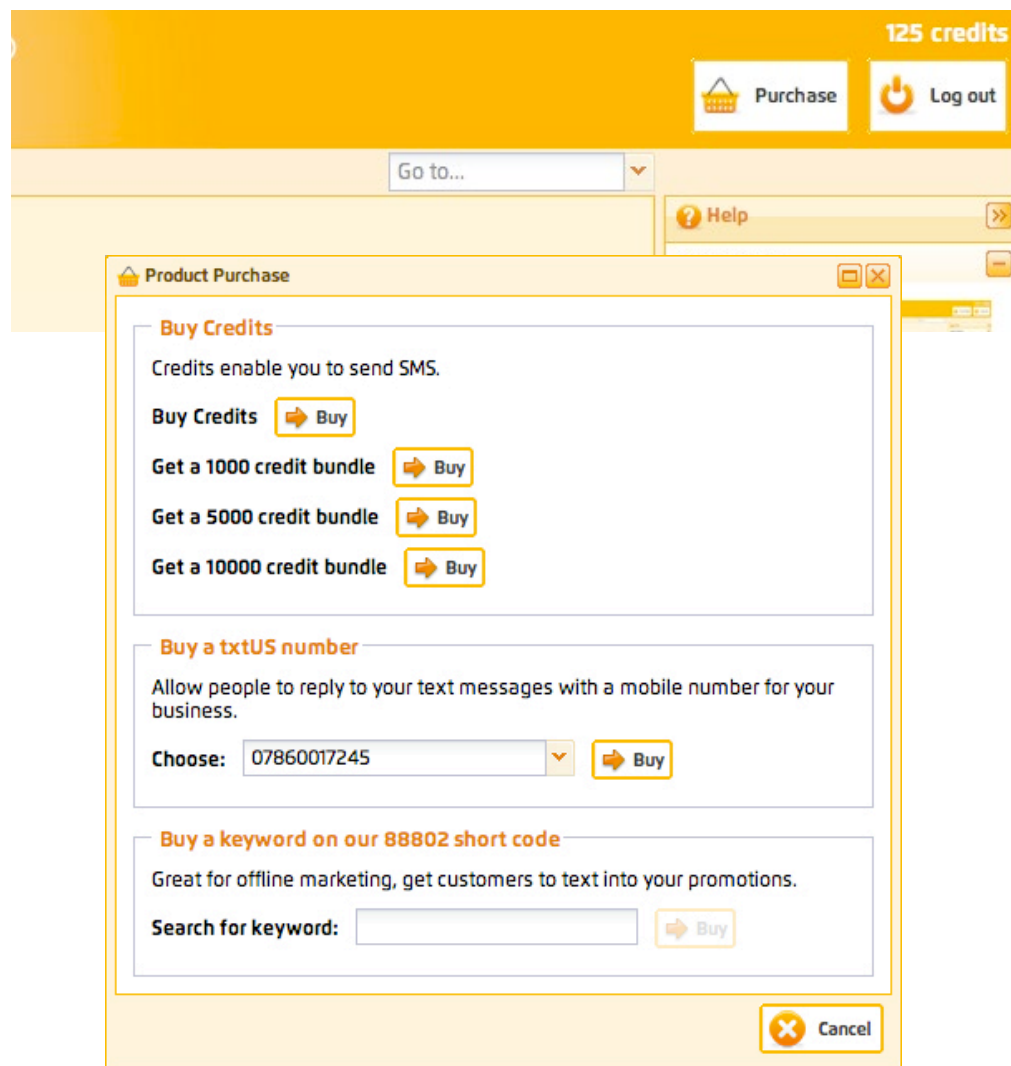 125 credits
Purchase
Log out
Go to...
Help
Product Purchase
Buy Credits
Credits enable you to send SMS.
Buy Credits Buy
Get a 1000 credit bundle Buy
Get a 5000 credit bundle Buy
Get a 10000 credit bundle Buy
Buy a txtUS number
Allow people to reply to your text messages with a mobile number for your
business.
Choose: 07860017245 Buy
Buy a keyword on our 88802 short code
Great for offline marketing, get customers to text into your promotions.
Search for keyword: Buy
Cancel